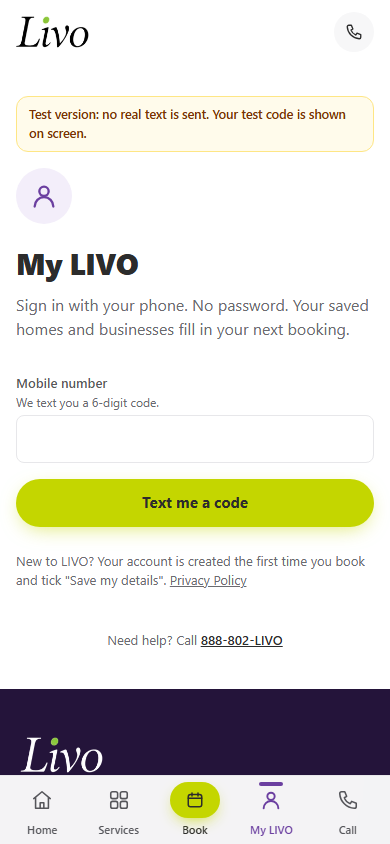 Livo
Test version: no real text is sent. Your test code is shown
on screen.
My LIVO
Sign in with your phone. No password. Your saved
homes and businesses fill in your next booking.
Mobile number
We text you a 6-digit code.
Text me a code
New to LIVO? Your account is created the first time you book
and tick "Save my details". Privacy Policy
Need help? Call 888-802-LIVO
Livo
Home
Services
Book
My LIVO
Call